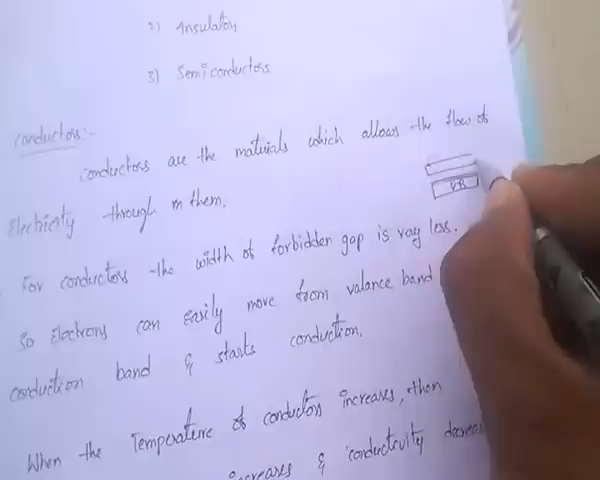 2) Insulators
3) Semiconductors
Conductors:-
Conductors are the materials which allows the flow of
Electricity through in them.
VB
For conductors the width of forbidden gap is very less.
So Electrons can easily move from valance band
conduction band & starts conduction.
When the Temperature of conductors increases, then
increases & conductivity decreas